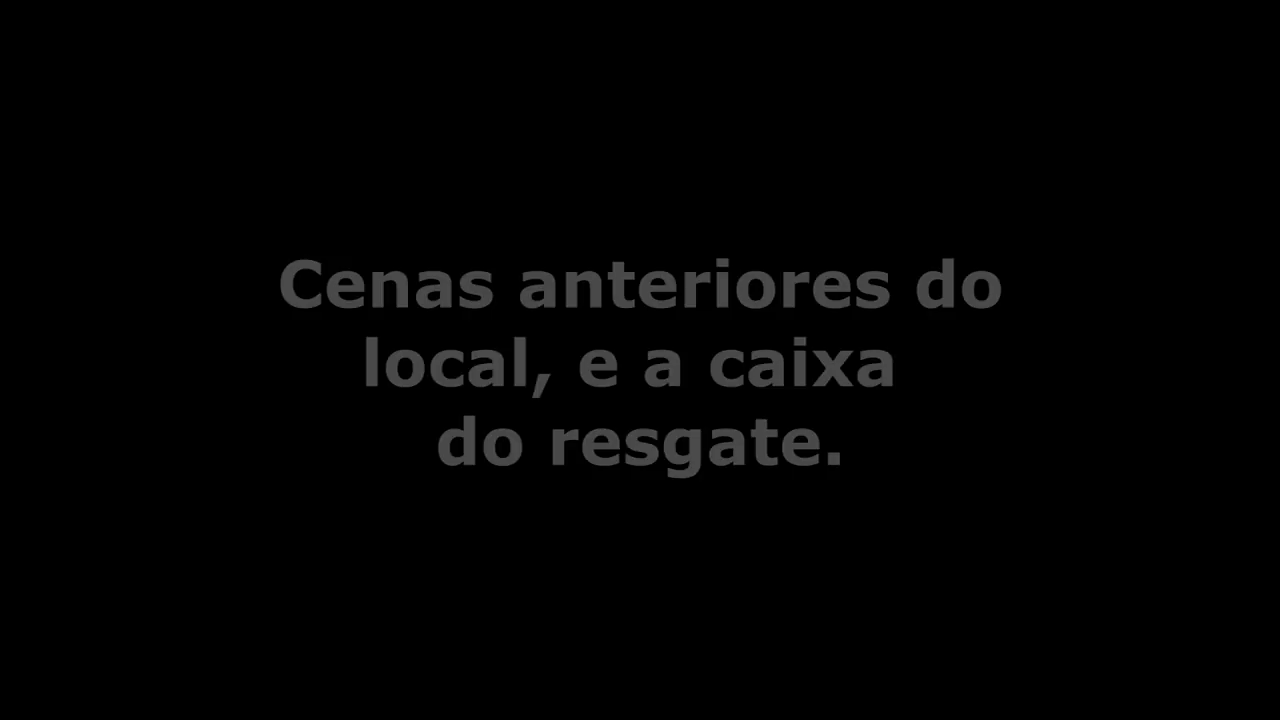 Cenas anteriores do
local, e a caixa
do resgate.